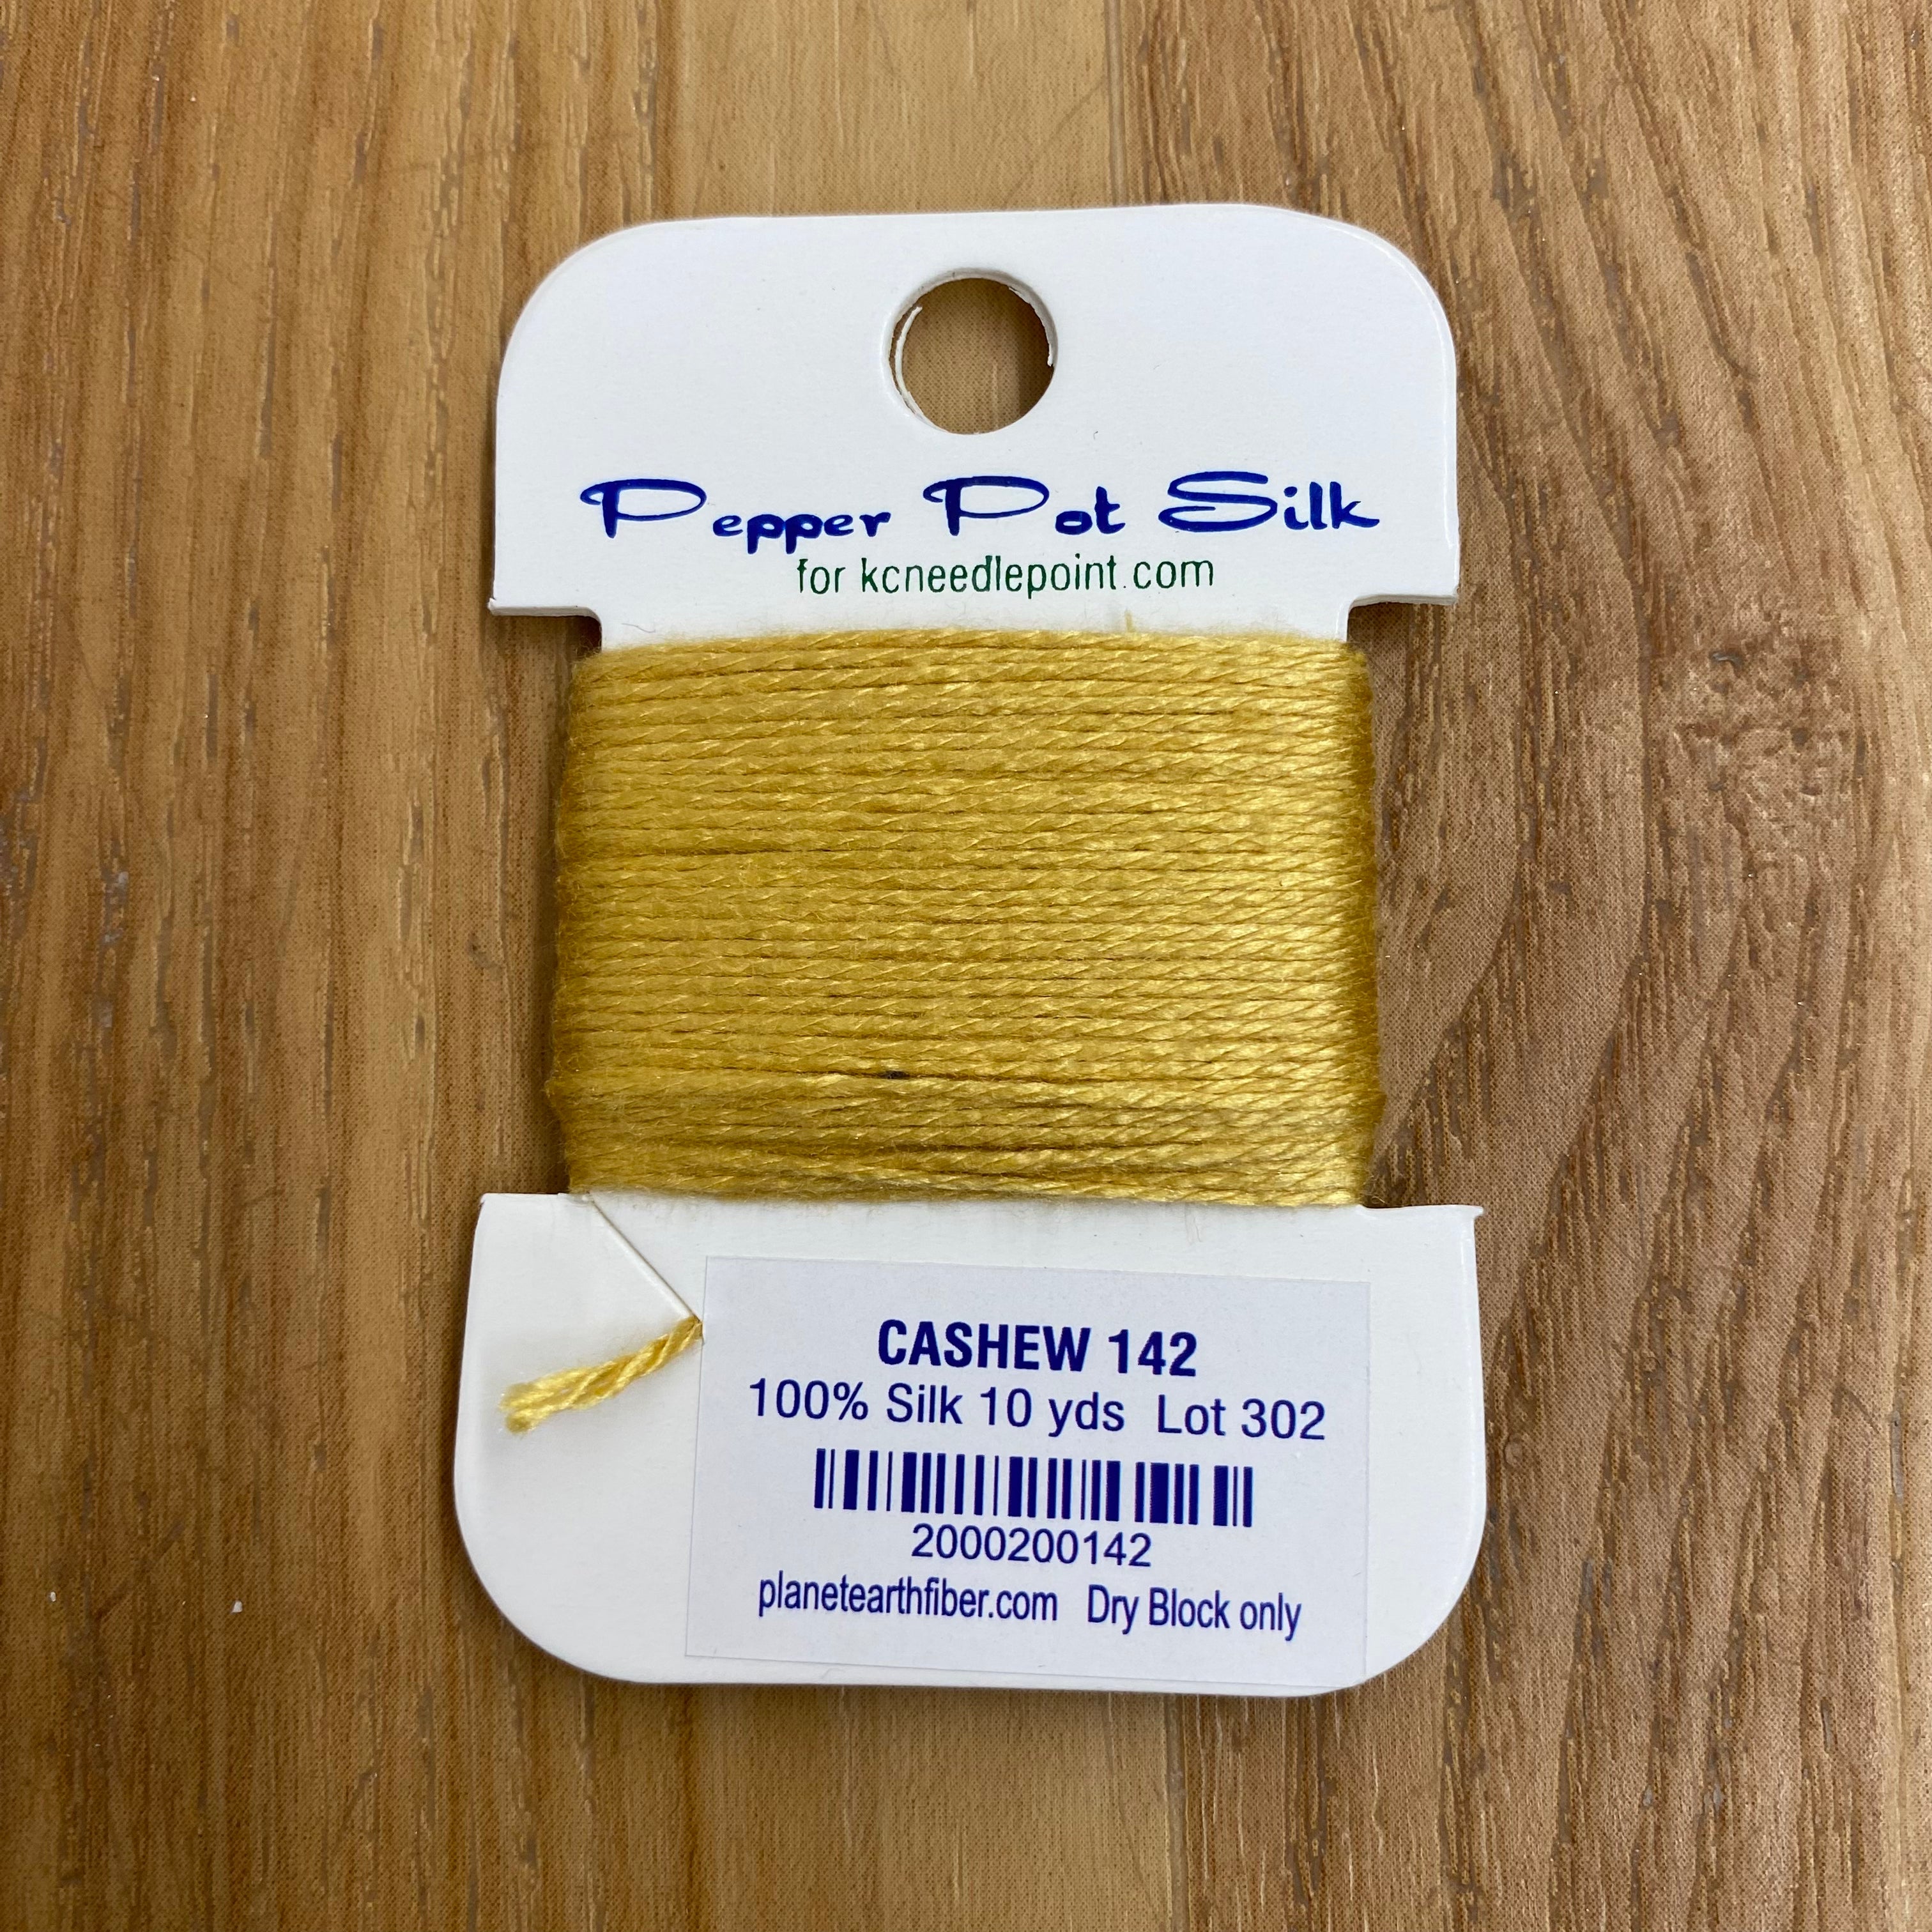 Pepper Pot Silk
for kcneedlepoint.com
CASHEW 142
100% Silk 10 yds Lot 302
2000200142
planetearthfiber.com Dry Block only